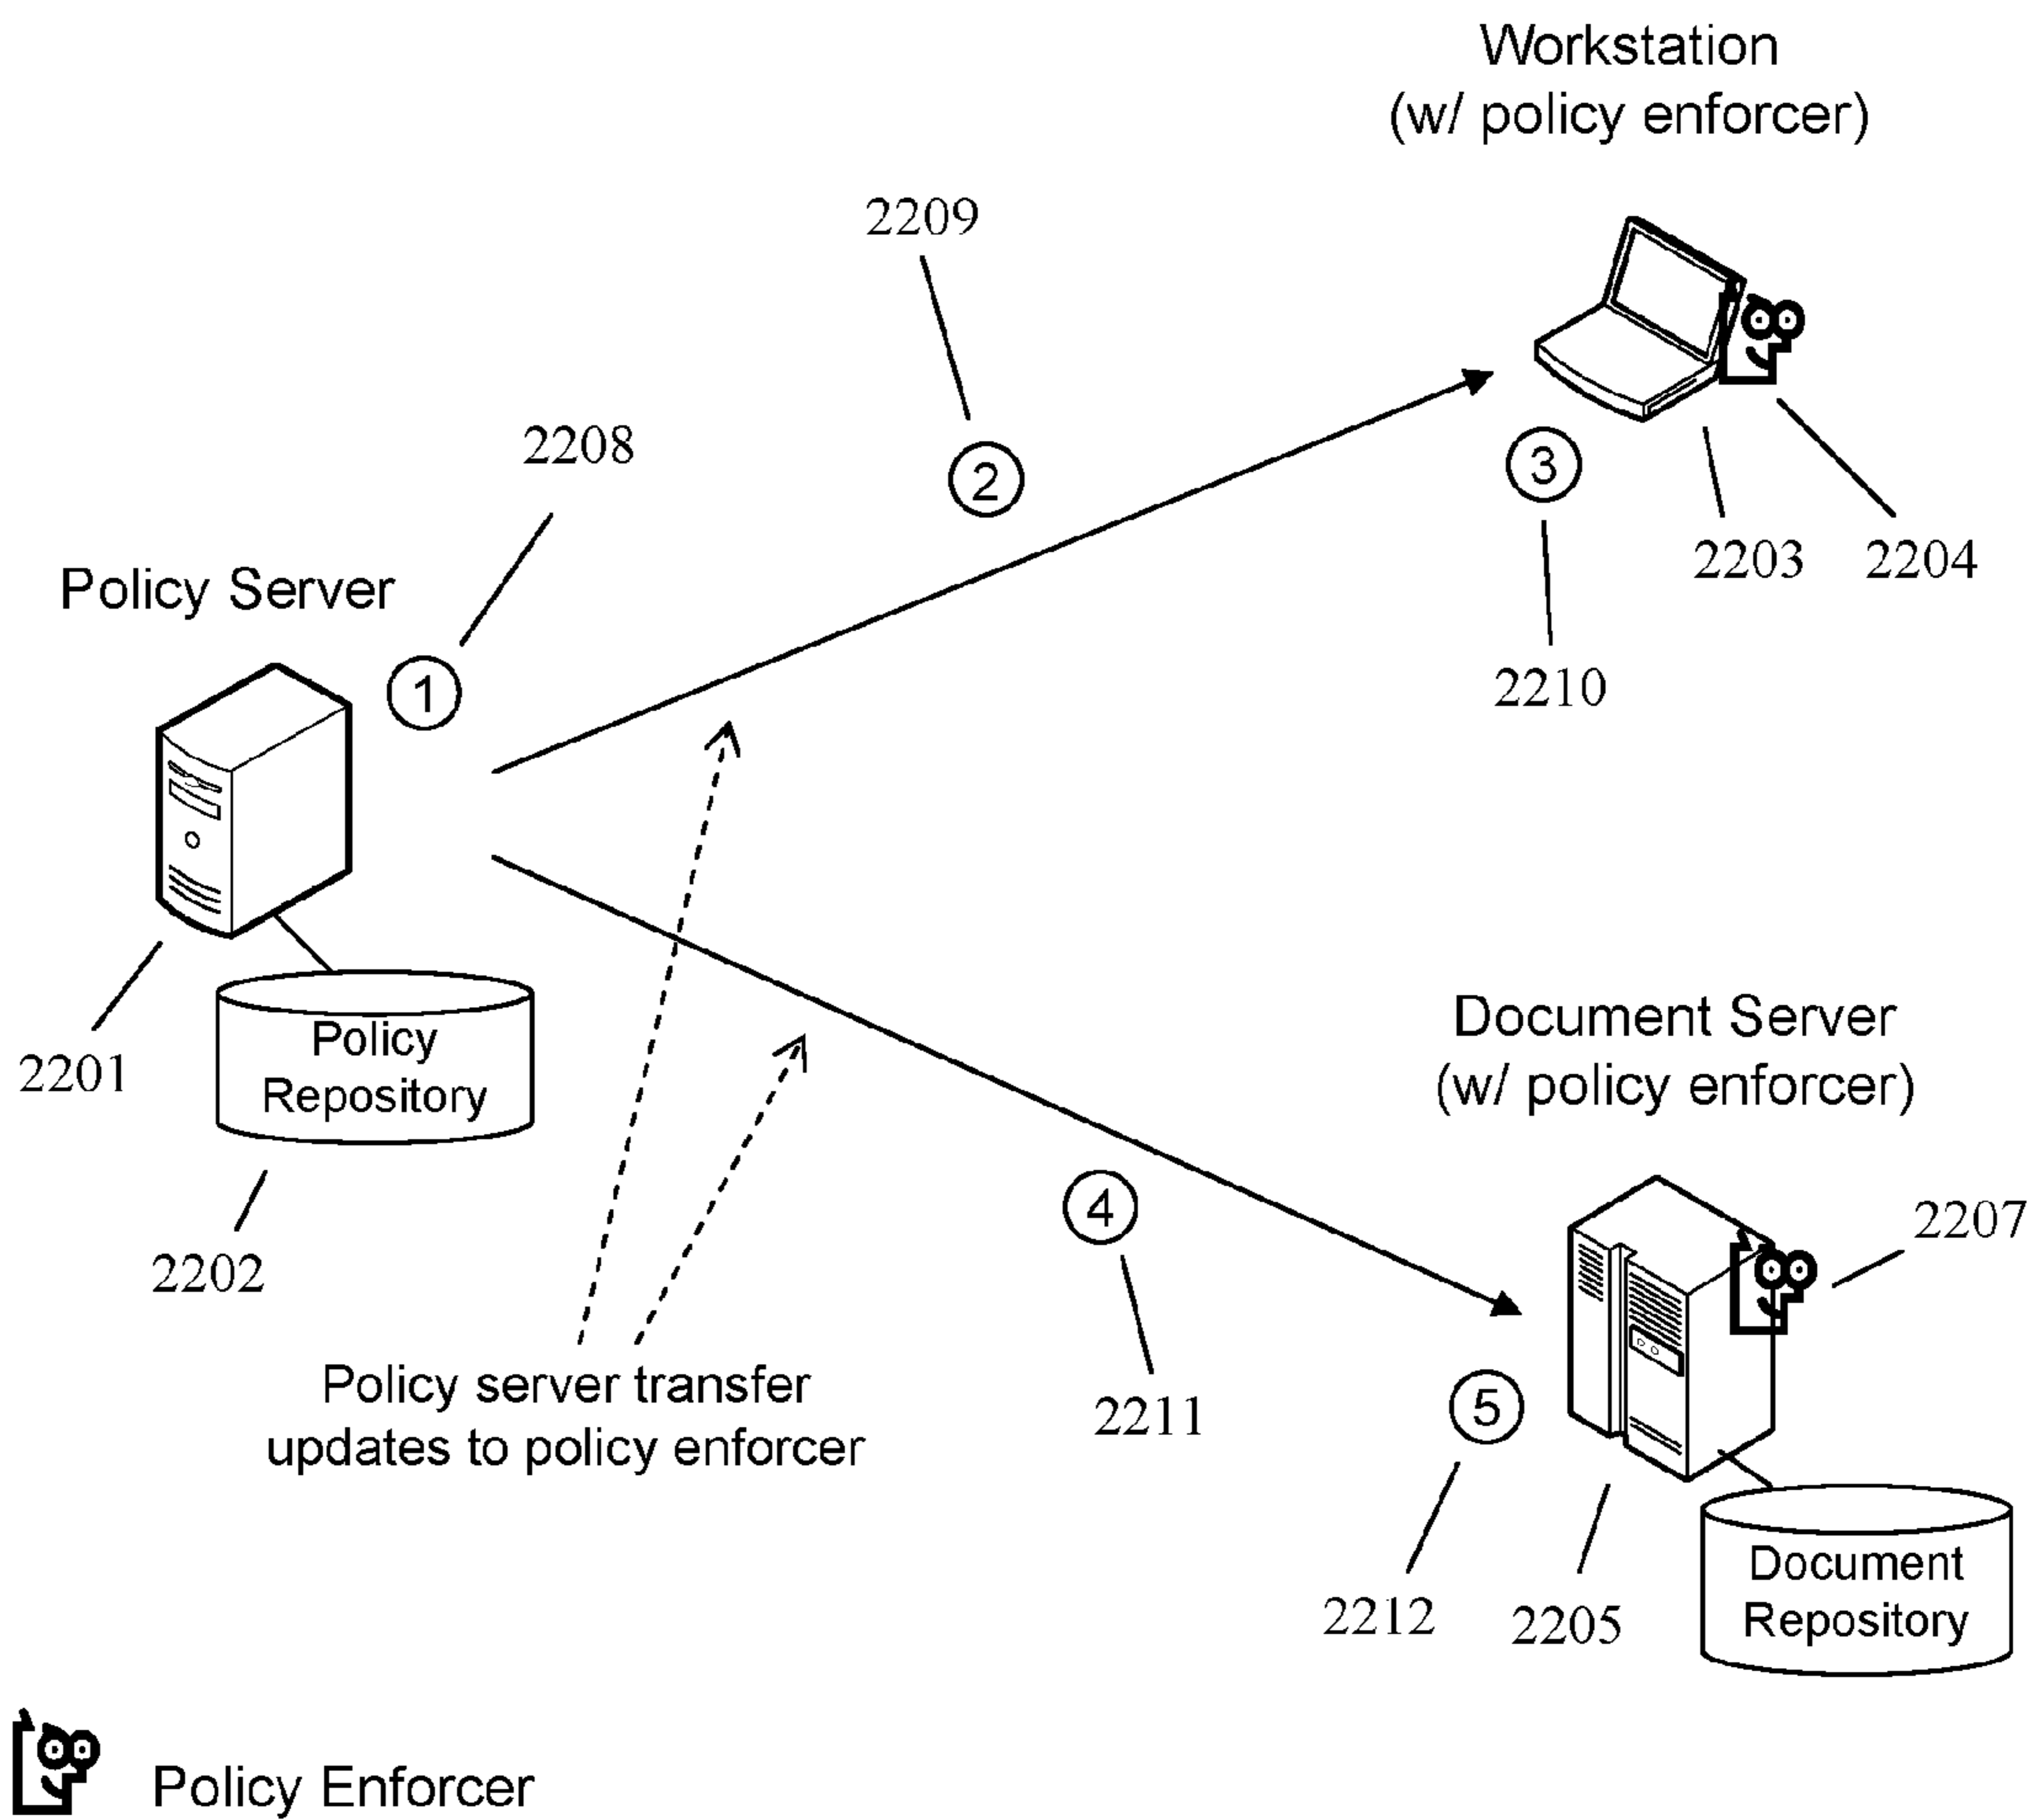 Workstation
(w/ policy enforcer)
2209
2208
2
3
2203
2204
Policy Server
1
2210
2201
Policy
Repository
2202
Document Server
(w/ policy enforcer)
4
2207
Policy server transfer
updates to policy enforcer
2211
5
2212
2205
Document
Repository
Policy Enforcer